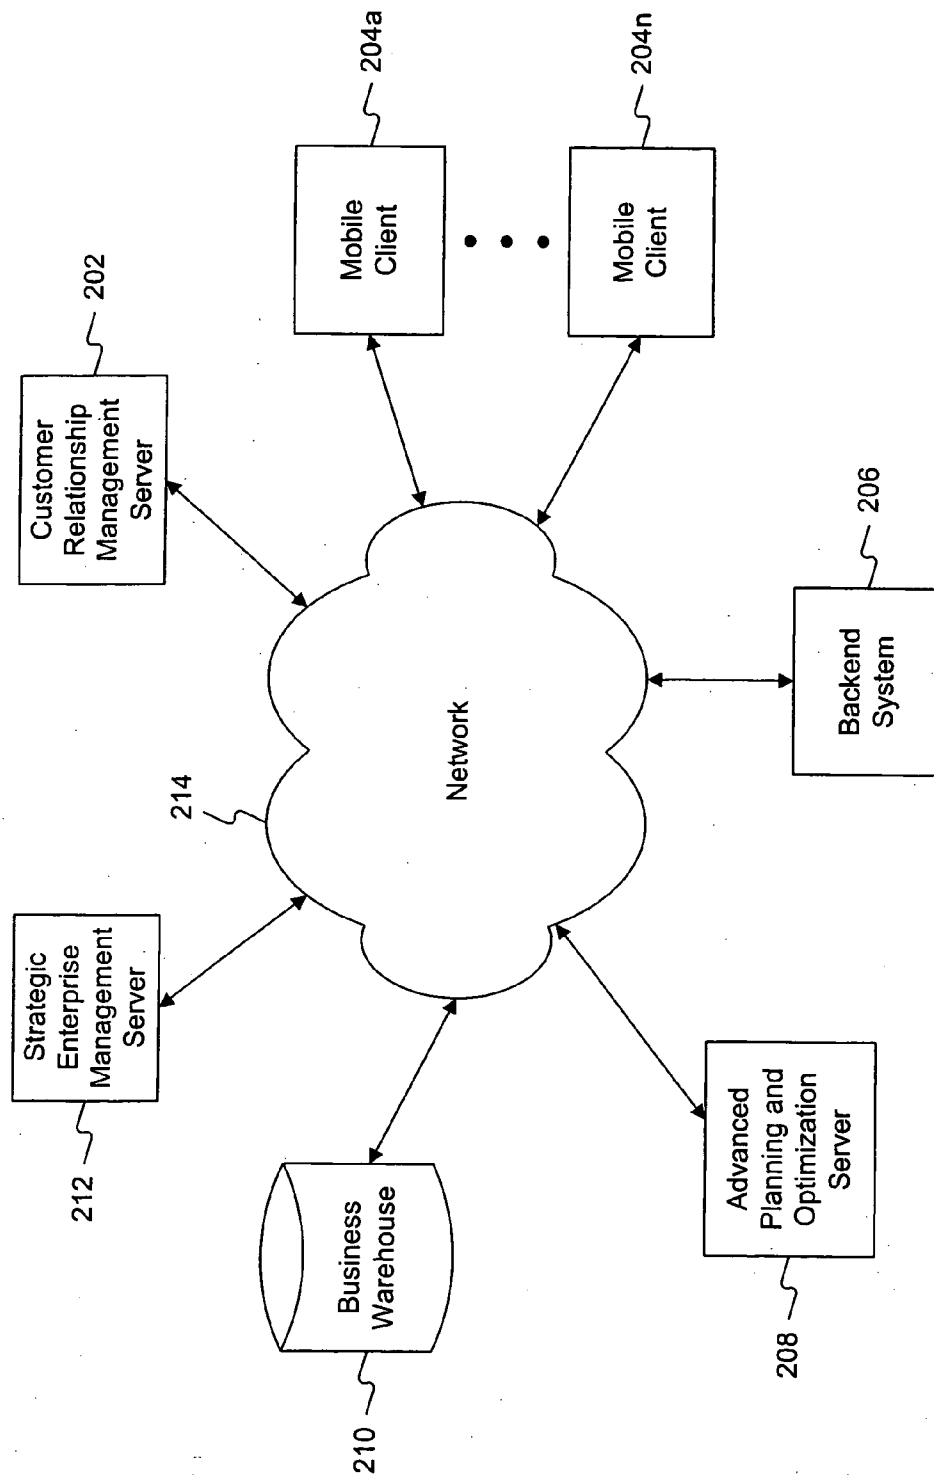 Strategic
Enterprise
Management
Server
212
214
Customer
Relationship
Management
Server
202
Business
Warehouse
210
Network
Mobile
Client
204a
Mobile
Client
204n
Advanced
Planning and
Optimization
Server
208
Backend
System
206